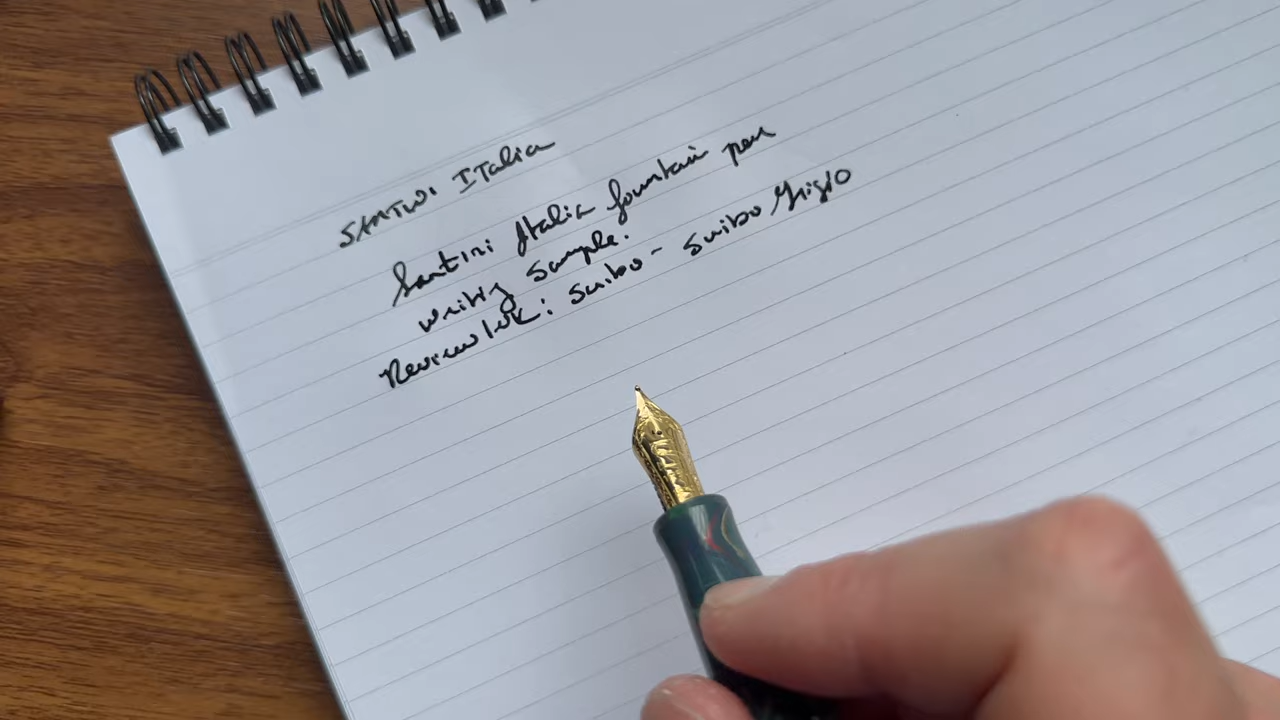 SANTINI ITalia
Santini Italia fountain pen
writing sample.
Review Ink: suibo - suibo Grigio